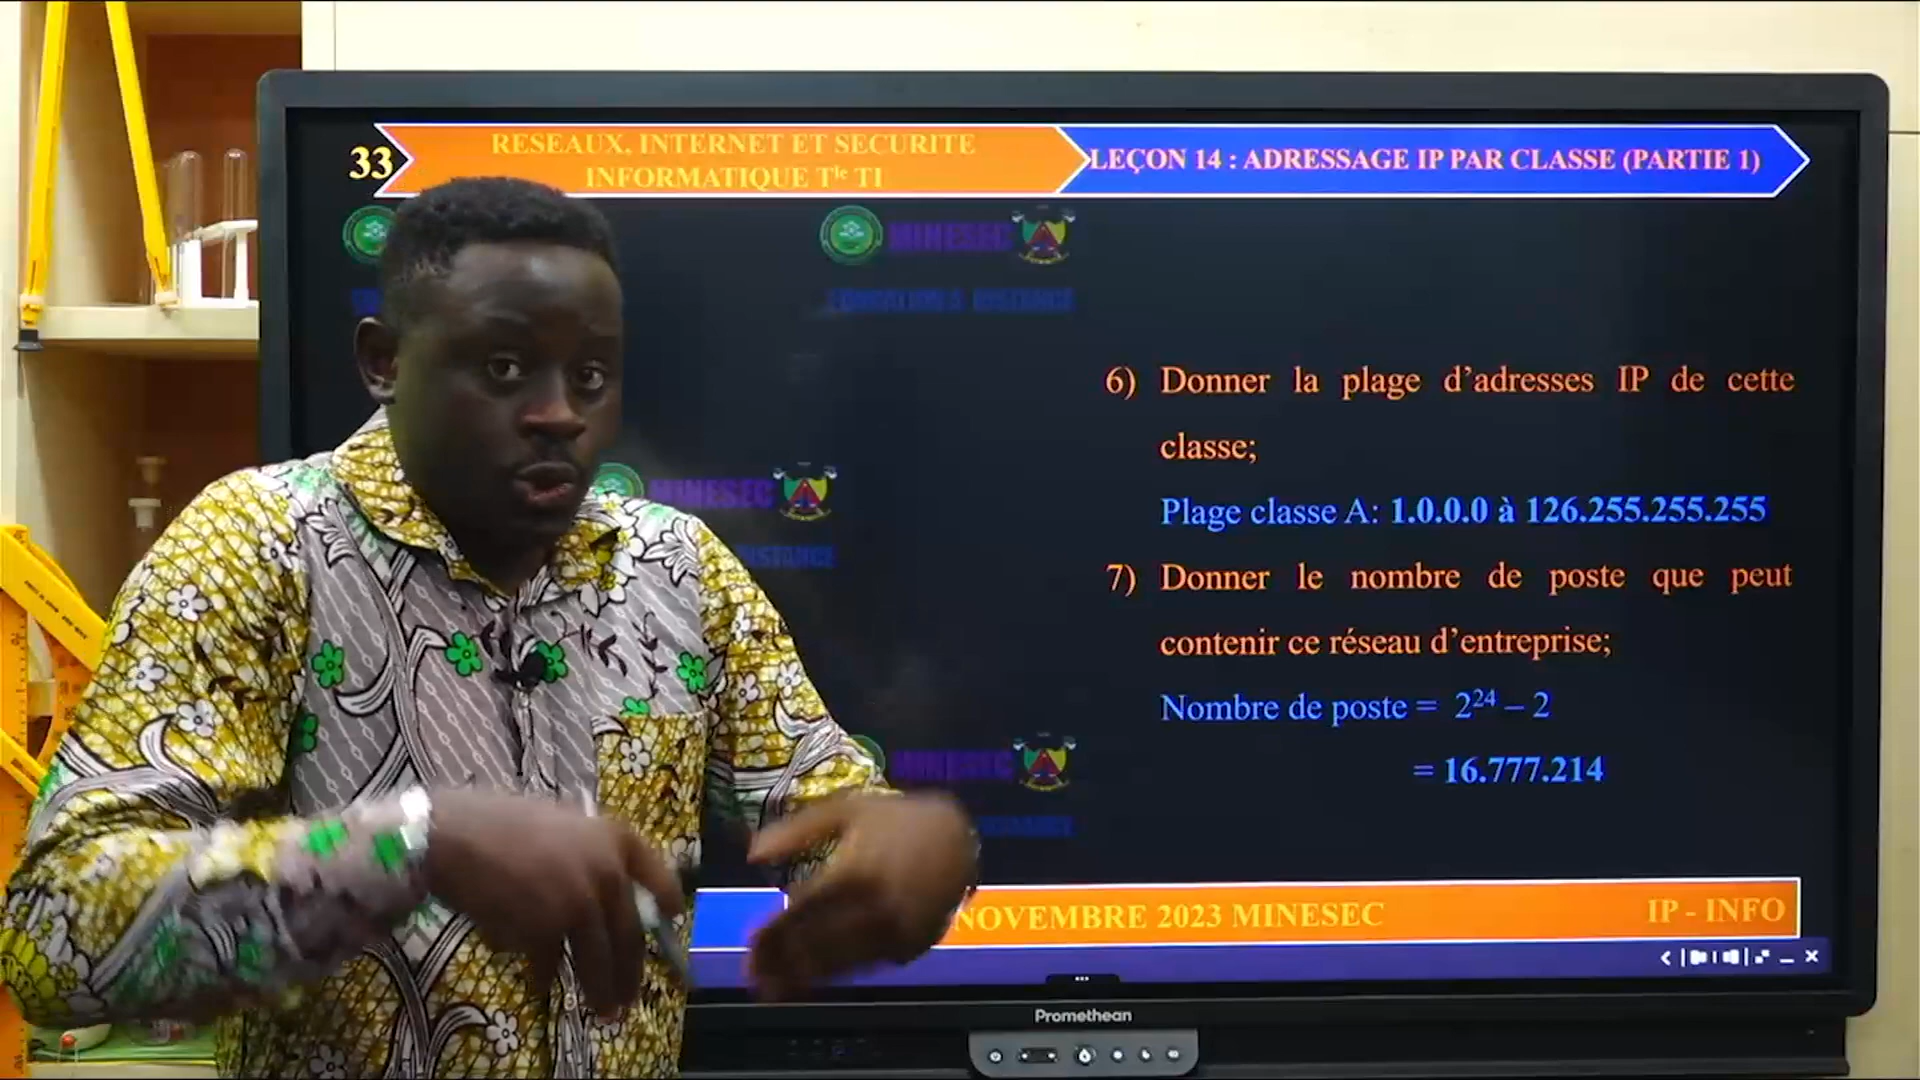 33
RESEAUX, INTERNET ET SECURITE
INFORMATIQUE Tle TI
LEÇON 14 : ADRESSAGE IP PAR CLASSE (PARTIE 1)
MINESEC
6) Donner la plage d’adresses IP de cette
classe;
MINESEC
Plage classe A: 1.0.0.0 à 126.255.255.255
DISTANCE
7) Donner le nombre de poste que peut
contenir ce réseau d’entreprise;
Nombre de poste = 2²⁴ – 2
MINESEC
= 16.777.214
NOVEMBRE 2023 MINESEC
IP - INFO
Promethean